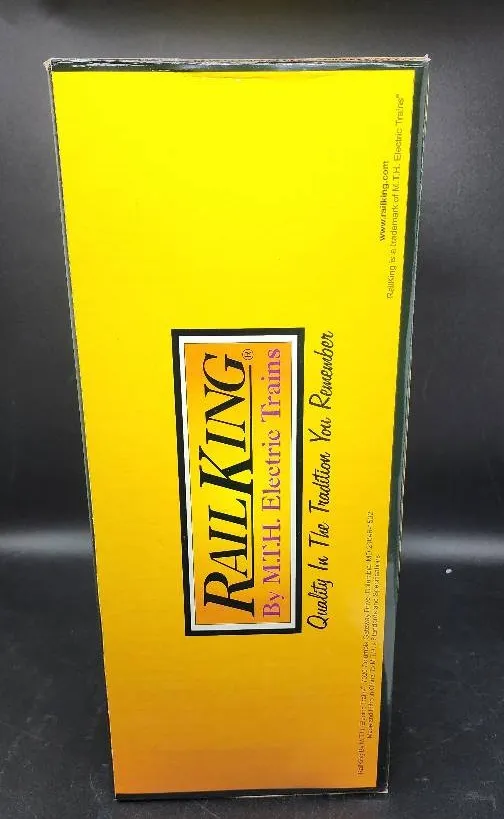 RAILKING®
By M.T.H. Electric Trains
Quality In The Tradition You Remember
www.railking.com
RailKing is a trademark of M.T.H. Electric Trains®